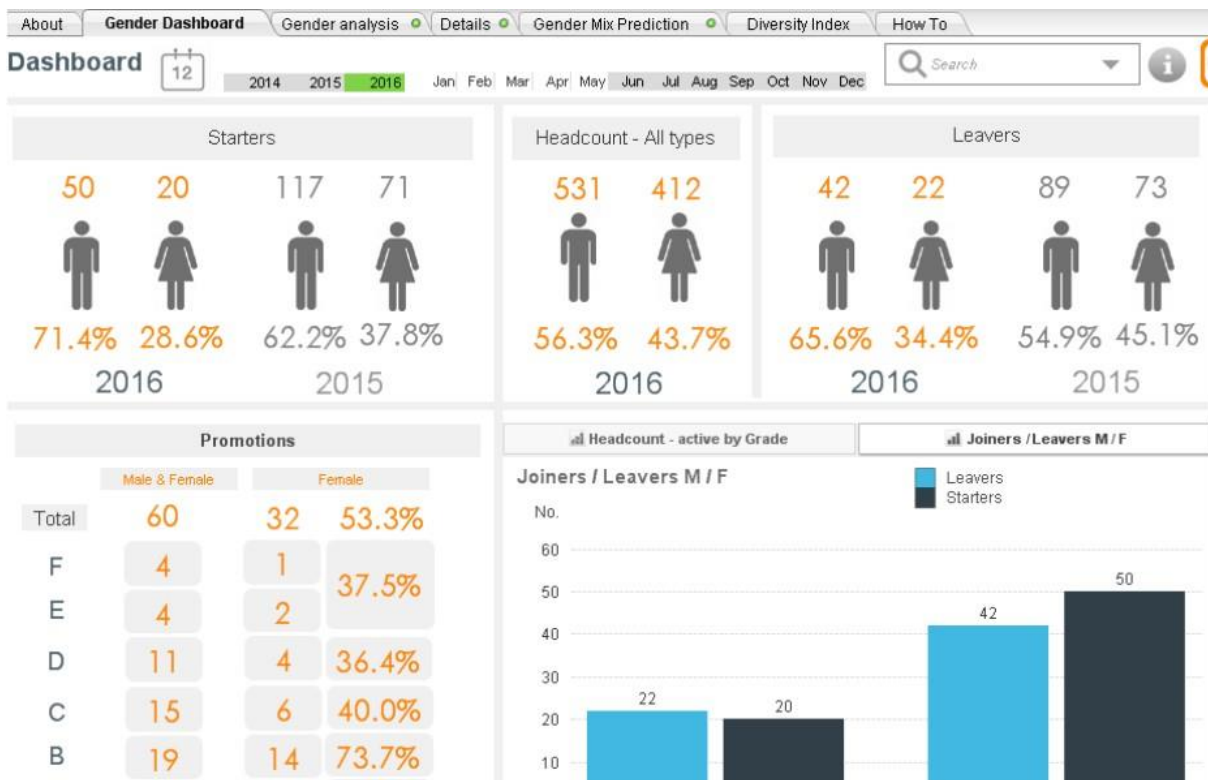 About Gender Dashboard Gender analysis Details Gender Mix Prediction Diversity Index How To
Dashboard 12 2014 2015 2016 Jan Feb Mar Apr May Jun Jul Aug Sep Oct Nov Dec Search i
Starters
50 20 117 71
71.4% 28.6% 62.2% 37.8%
2016 2015
Headcount - All types
531 412
56.3% 43.7%
2016
Leavers
42 22 89 73
65.6% 34.4% 54.9% 45.1%
2016 2015
Promotions
Male & Female Female
Total 60 32 53.3%
F 4 1
37.5%
E 4 2
D 11 4 36.4%
C 15 6 40.0%
B 19 14 73.7%
Headcount - active by Grade Joiners / Leavers M / F
Joiners / Leavers M / F
Leavers
Starters
No.
60
50
40
30
20
10
22 20 42 50